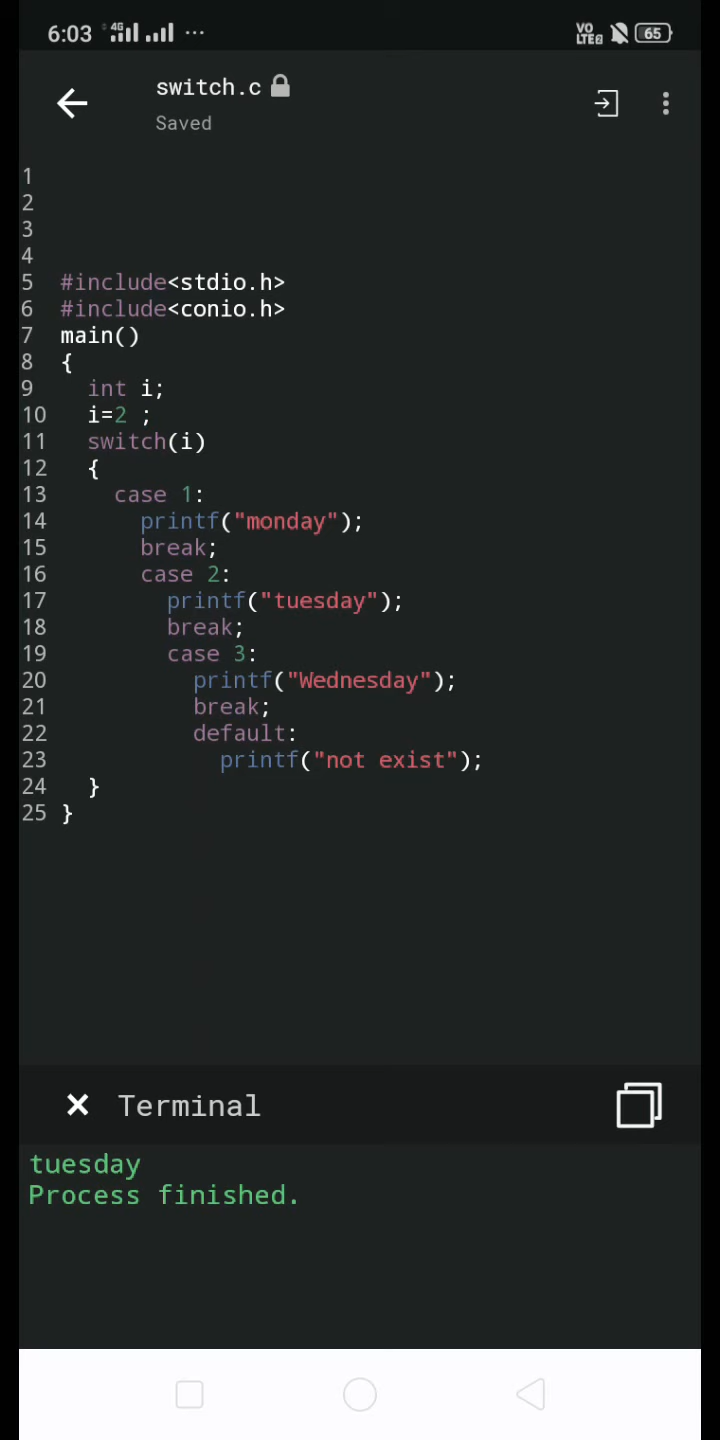 6:03 4G ... VO LTE2 65
switch.c
Saved
1
2
3
4
5 #include<stdio.h>
6 #include<conio.h>
7 main()
8 {
9   int i;
10   i=2 ;
11   switch(i)
12   {
13     case 1:
14       printf("monday");
15       break;
16       case 2:
17         printf("tuesday");
18         break;
19         case 3:
20           printf("Wednesday");
21           break;
22           default:
23             printf("not exist");
24   }
25 }
× Terminal
tuesday
Process finished.